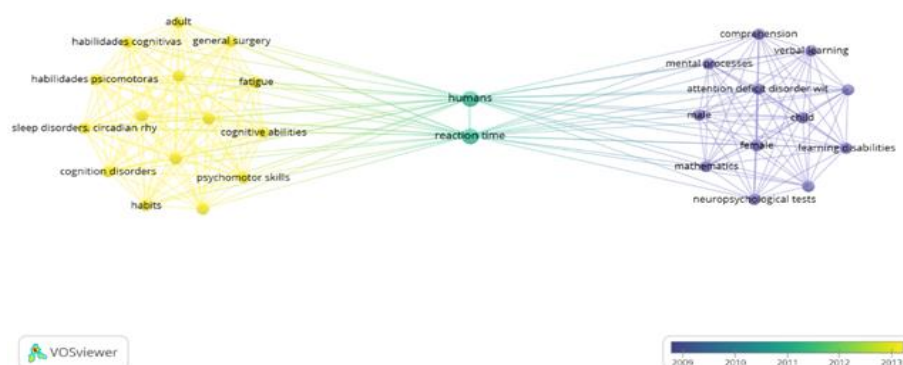 adult
habilidades cognitivas
general surgery
habilidades psicomotoras
fatigue
sleep disorders, circadian rhy
cognitive abilities
cognition disorders
psychomotor skills
habits
humans
reaction time
comprehension
verbal learning
mental processes
attention deficit disorder wit
male
child
female
learning disabilities
mathematics
neuropsychological tests
VOSviewer
2009 2010 2011 2012 2013